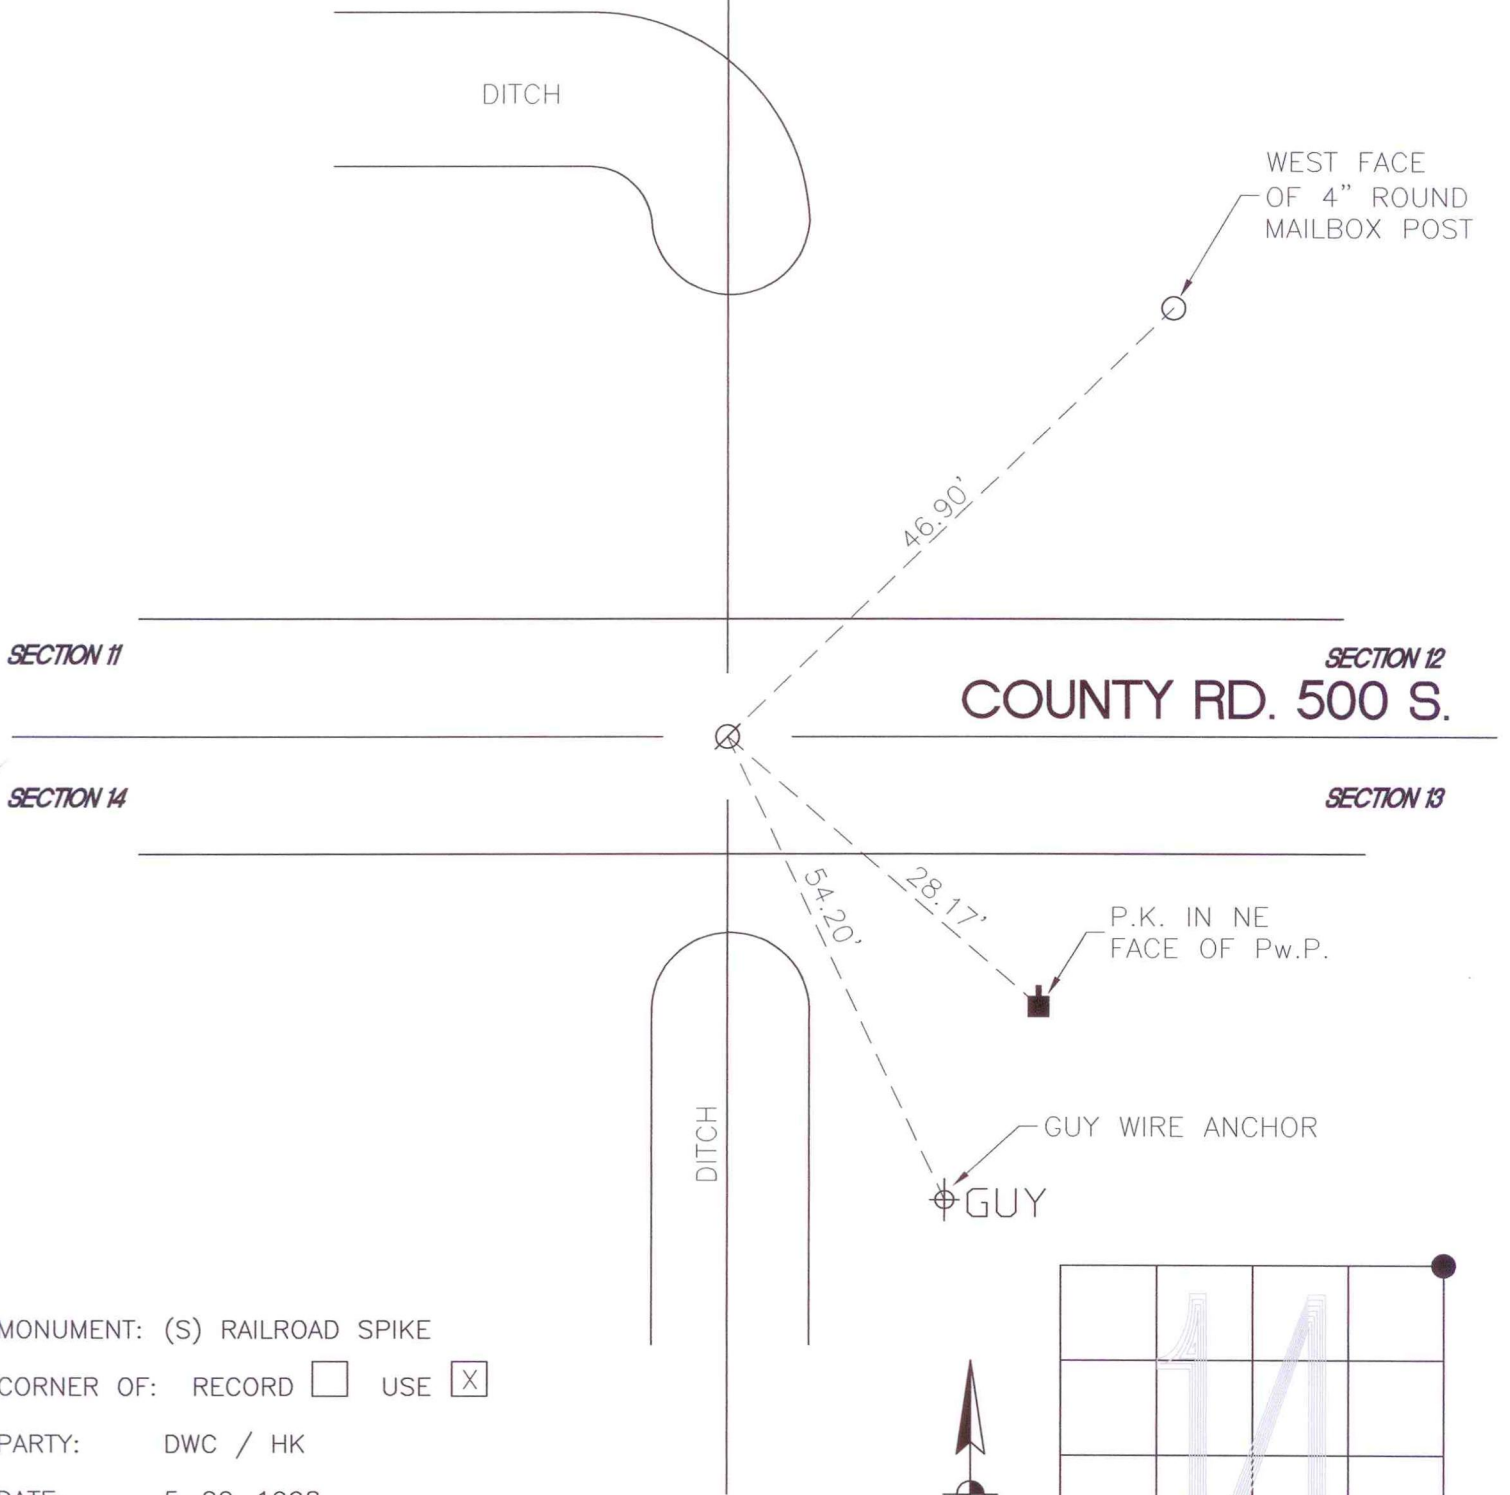 DITCH
WEST FACE
OF 4" ROUND
MAILBOX POST
46.90'
SECTION 11
SECTION 12
COUNTY RD. 500 S.
SECTION 14
SECTION 13
54.20'
28.17'
P.K. IN NE
FACE OF Pw.P.
DITCH
GUY WIRE ANCHOR
GUY
MONUMENT: (S) RAILROAD SPIKE
CORNER OF: RECORD USE X
PARTY: DWC / HK
14